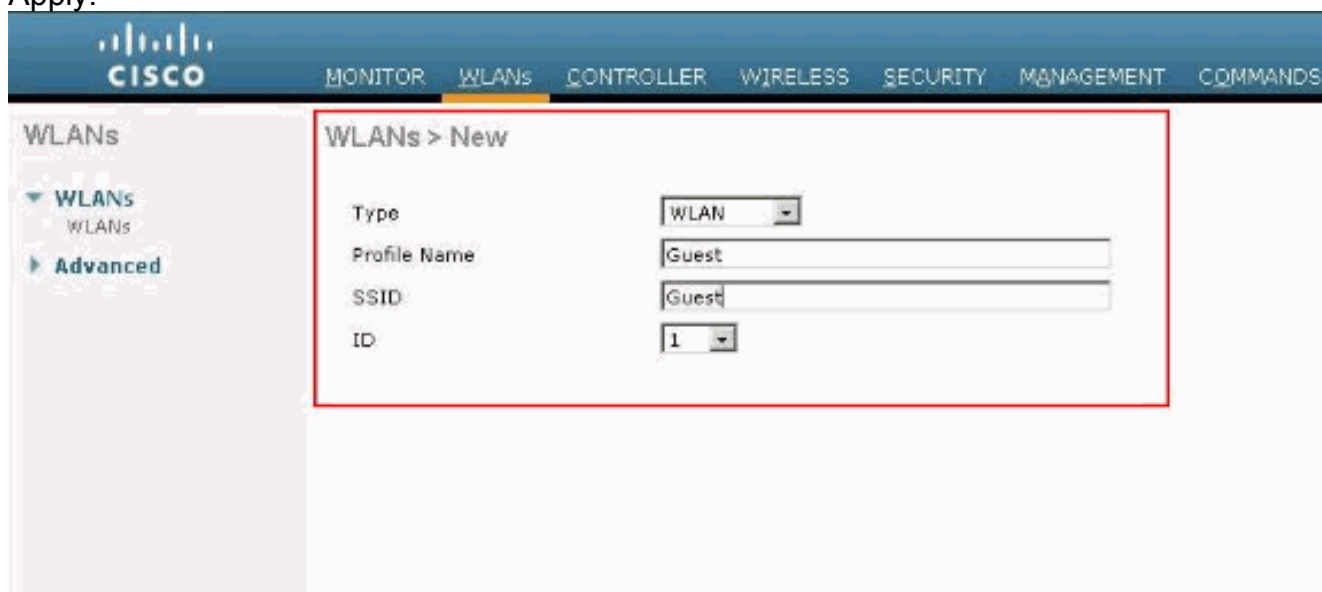 Apply.
CISCO
MONITOR WLANs CONTROLLER WIRELESS SECURITY MANAGEMENT COMMANDS
WLANs
WLANs
WLANs
Advanced
WLANs > New
Type WLAN
Profile Name Guest
SSID Guest
ID 1